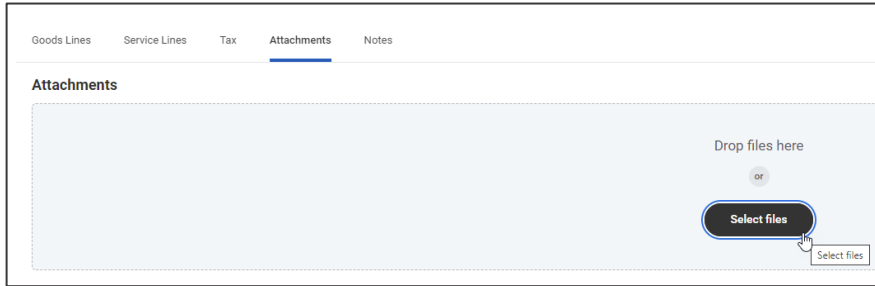 Goods Lines Service Lines Tax Attachments Notes
Attachments
Drop files here
or
Select files
Select files